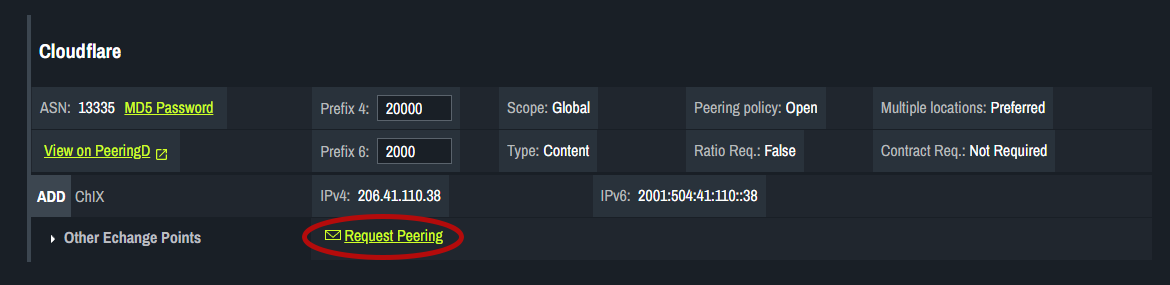 Cloudflare
ASN: 13335 MD5 Password Prefix 4: 20000 Scope: Global Peering policy: Open Multiple locations: Preferred
View on PeeringD Prefix 6: 2000 Type: Content Ratio Req.: False Contract Req.: Not Required
ADD ChIX IPv4: 206.41.110.38 IPv6: 2001:504:41:110::38
Other Echange Points Request Peering